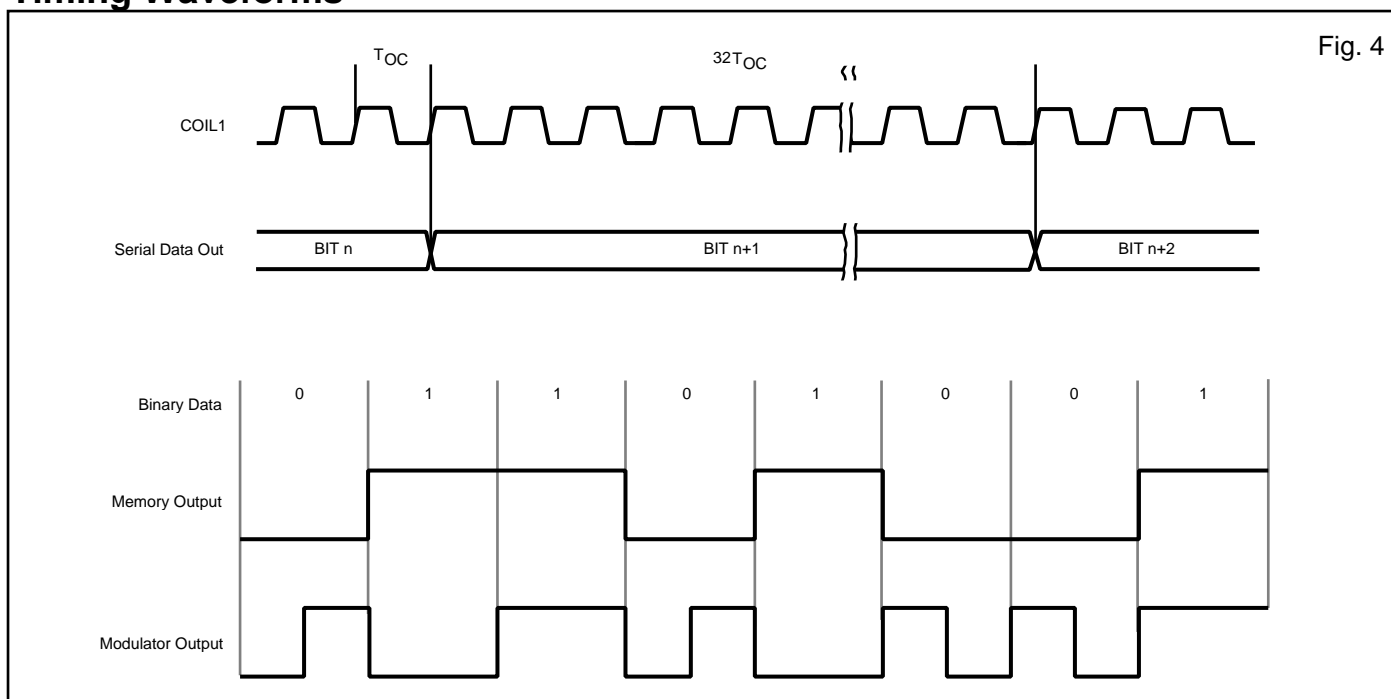 Timing Waveforms
Fig. 4
TOC 32TOC
COIL1
Serial Data Out BIT n BIT n+1 BIT n+2
Binary Data 0 1 1 0 1 0 0 1
Memory Output
Modulator Output